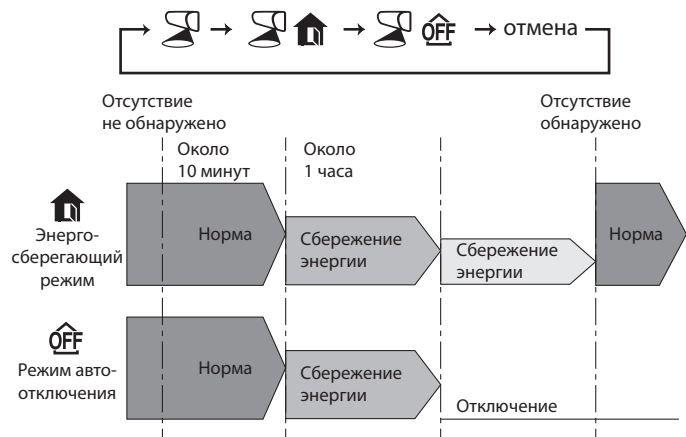 OFF
отмена
Отсутствие
не обнаружено
Отсутствие
обнаружено
Около
10 минут
Около
1 часа
Энерго-
сберегающий
режим
Норма
Сбережение
энергии
Сбережение
энергии
Норма
OFF
Режим авто-
отключения
Норма
Сбережение
энергии
Отключение